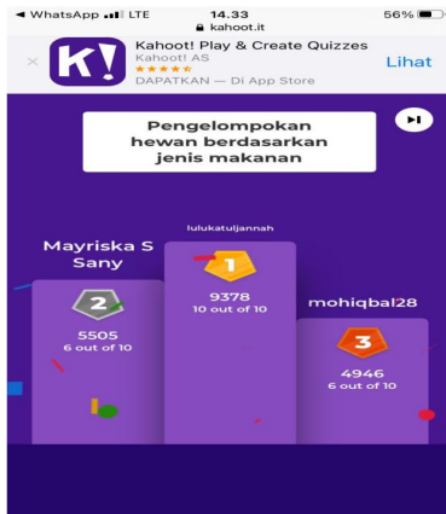 WhatsApp LTE 14.33 56%
kahoot.it
Kahoot! Play & Create Quizzes
Kahoot! AS
DAPATKAN — Di App Store
Lihat
K!
Pengelompokan
hewan berdasarkan
jenis makanan
lulukatuljannah
1
9378
10 out of 10
Mayriska S
Sany
2
5505
6 out of 10
mohiqbal28
3
4946
6 out of 10